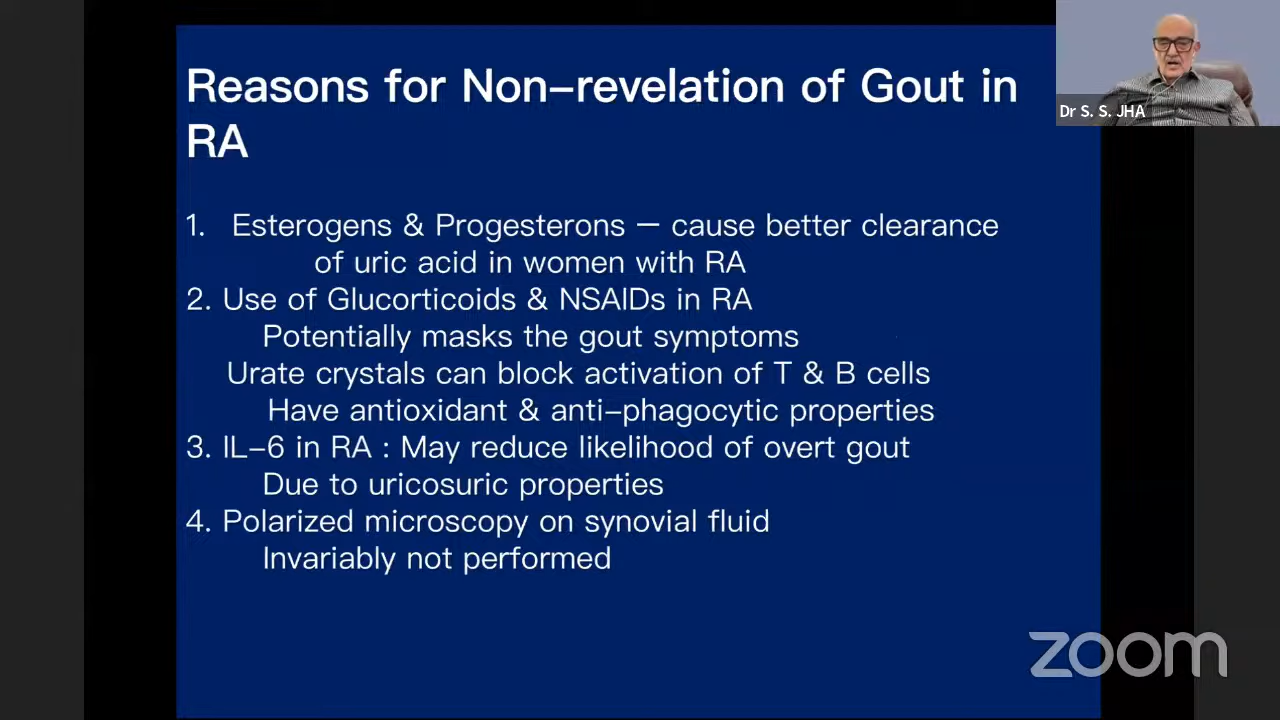 Reasons for Non-revelation of Gout in
RA
Dr S. S. JHA
1. Esterogens & Progesterons – cause better clearance
of uric acid in women with RA
2. Use of Glucorticoids & NSAIDs in RA
Potentially masks the gout symptoms
Urate crystals can block activation of T & B cells
Have antioxidant & anti-phagocytic properties
3. IL-6 in RA : May reduce likelihood of overt gout
Due to uricosuric properties
4. Polarized microscopy on synovial fluid
Invariably not performed
zoom